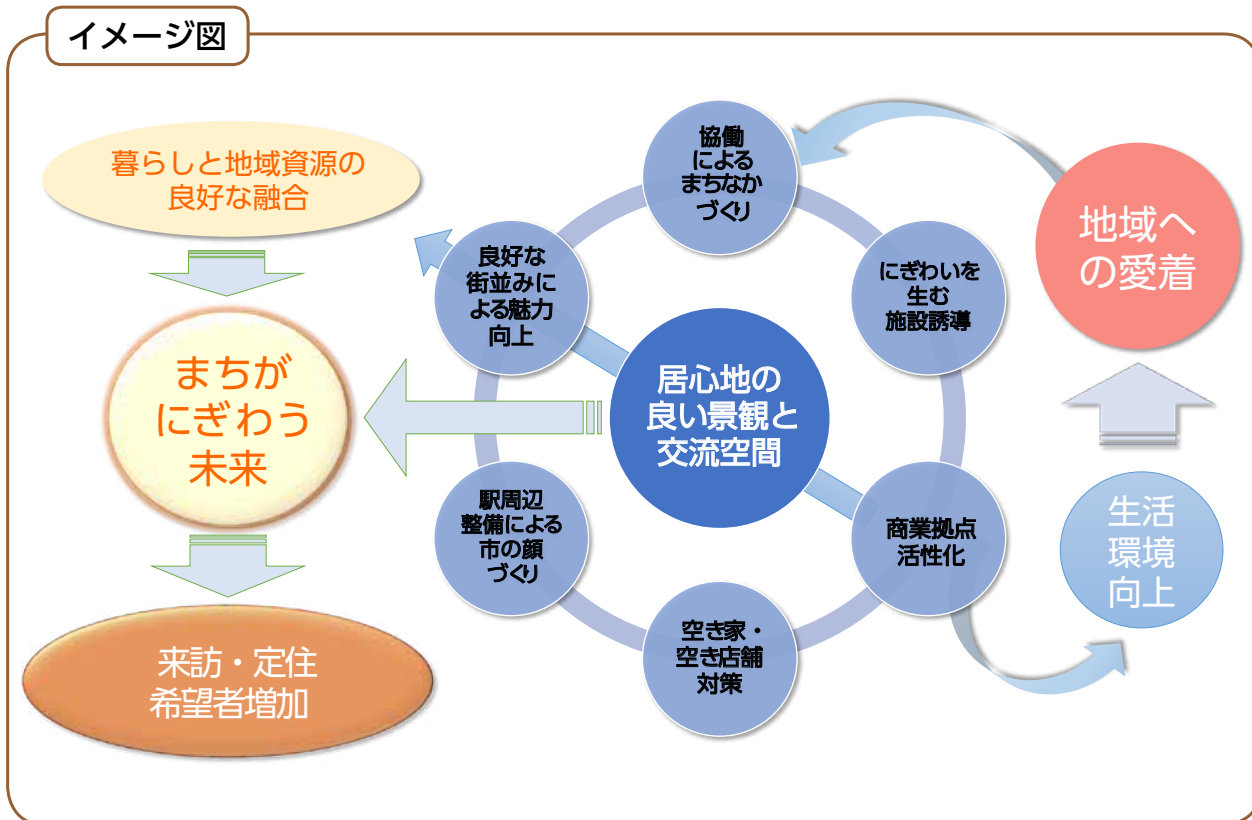 イメージ図
暮らしと地域資源の
良好な融合
まちが
にぎわう
未来
来訪・定住
希望者増加
協働
による
まちなか
づくり
良好な
街並みに
よる魅力
向上
にぎわいを
生む
施設誘導
居心地の
良い景観と
交流空間
駅周辺
整備による
市の顔
づくり
商業拠点
活性化
空き家・
空き店舗
対策
地域へ
の愛着
生活
環境
向上